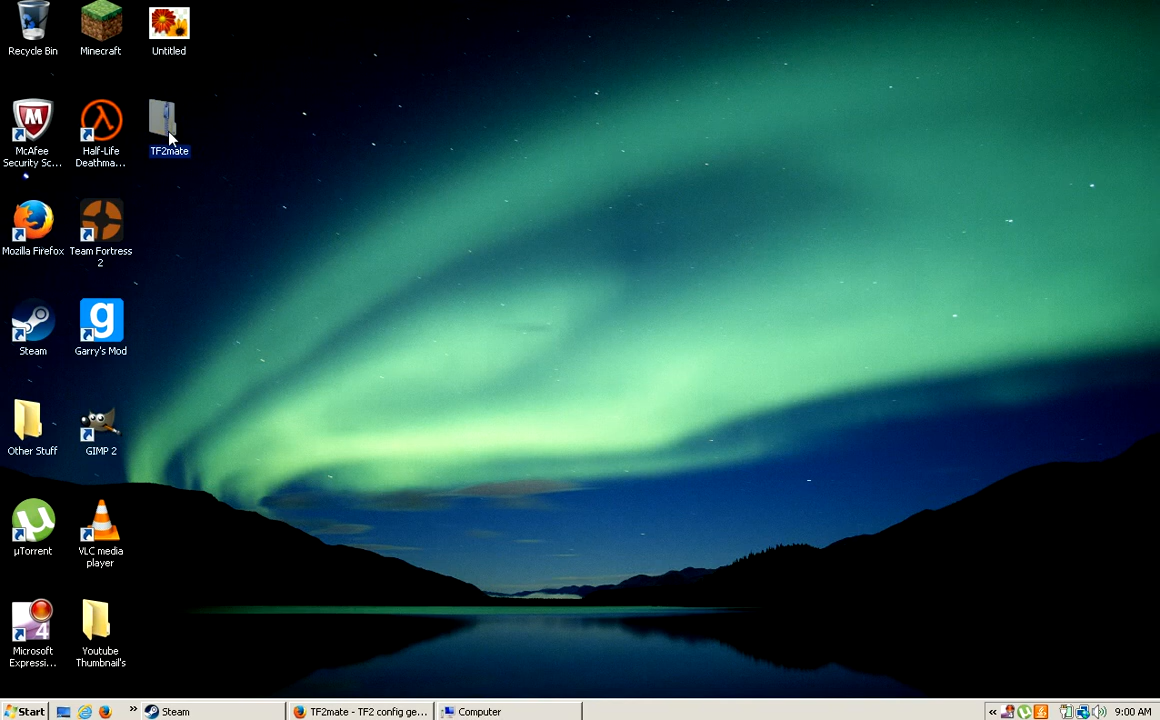 Recycle Bin
Minecraft
Untitled
McAfee
Security Sc...
Half-Life
Deathma...
TF2mate
Mozilla Firefox
Team Fortress
2
Steam
g
Garry's Mod
Other Stuff
GIMP 2
µ
µTorrent
VLC media
player
4
Microsoft
Expressi...
Youtube
Thumbnail's
Start
»
Steam
TF2mate - TF2 config ge...
Computer
«
9:00 AM